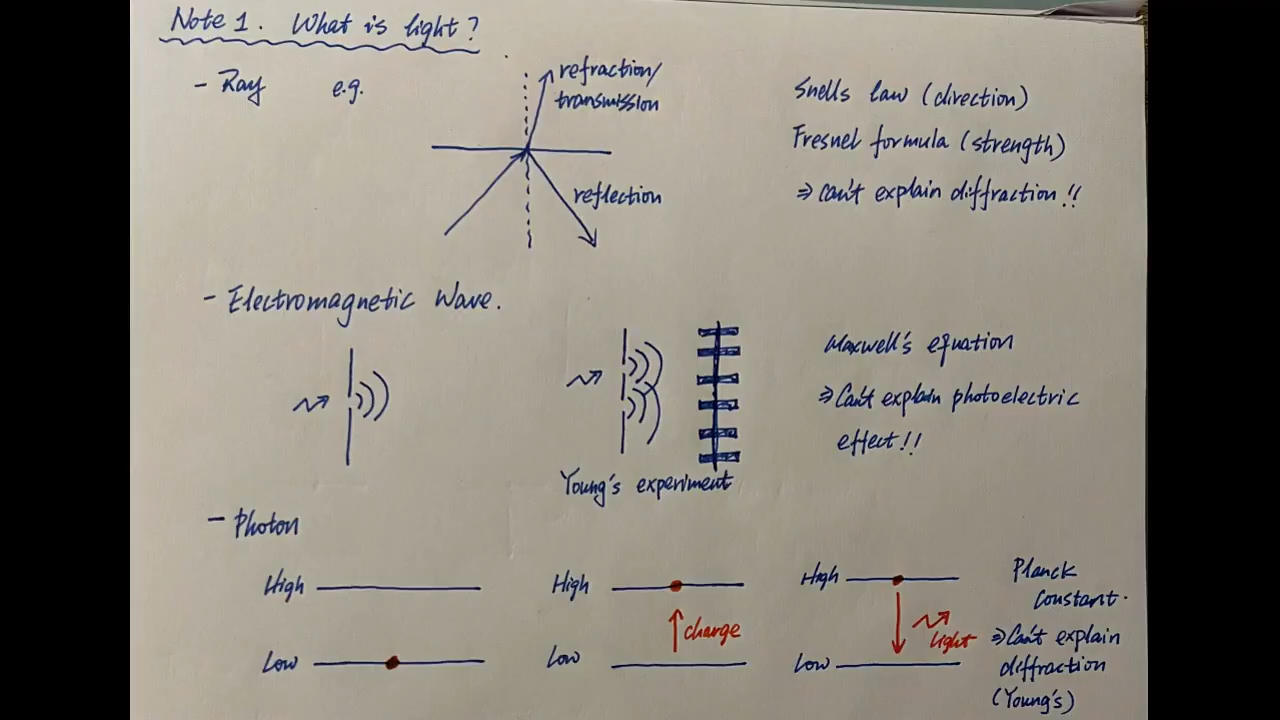 Note 1. What is light?
- Ray e.g.
refraction/
transmission
reflection
Snells law (direction)
Fresnel formula (strength)
⇒ can't explain diffraction!!
- Electromagnetic Wave.
Young's experiment
Maxwell's equation
⇒ Can't explain photoelectric
effect!!
- Photon
High
Low
High
charge
Low
High
light
Low
Planck
Constant.
⇒ Can't explain
diffraction
(Young's)